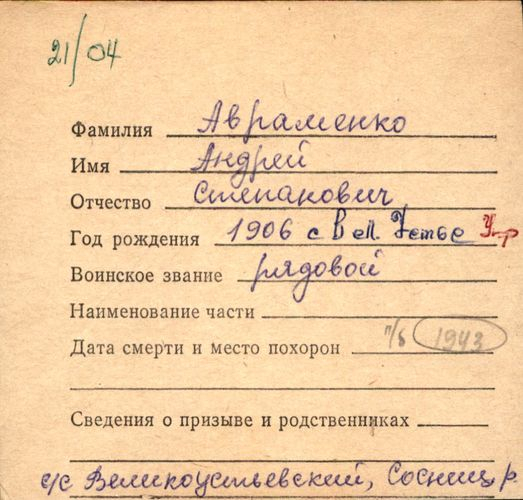 21/04
Фамилия Авраменко
Имя Андрей
Отчество Степанович
Год рождения 1906 с Вел Устье
Воинское звание рядовой
Наименование части
Дата смерти и место похорон п/б 1943
Сведения о призыве и родственниках
с/с Великоустьевский, Сосниц р